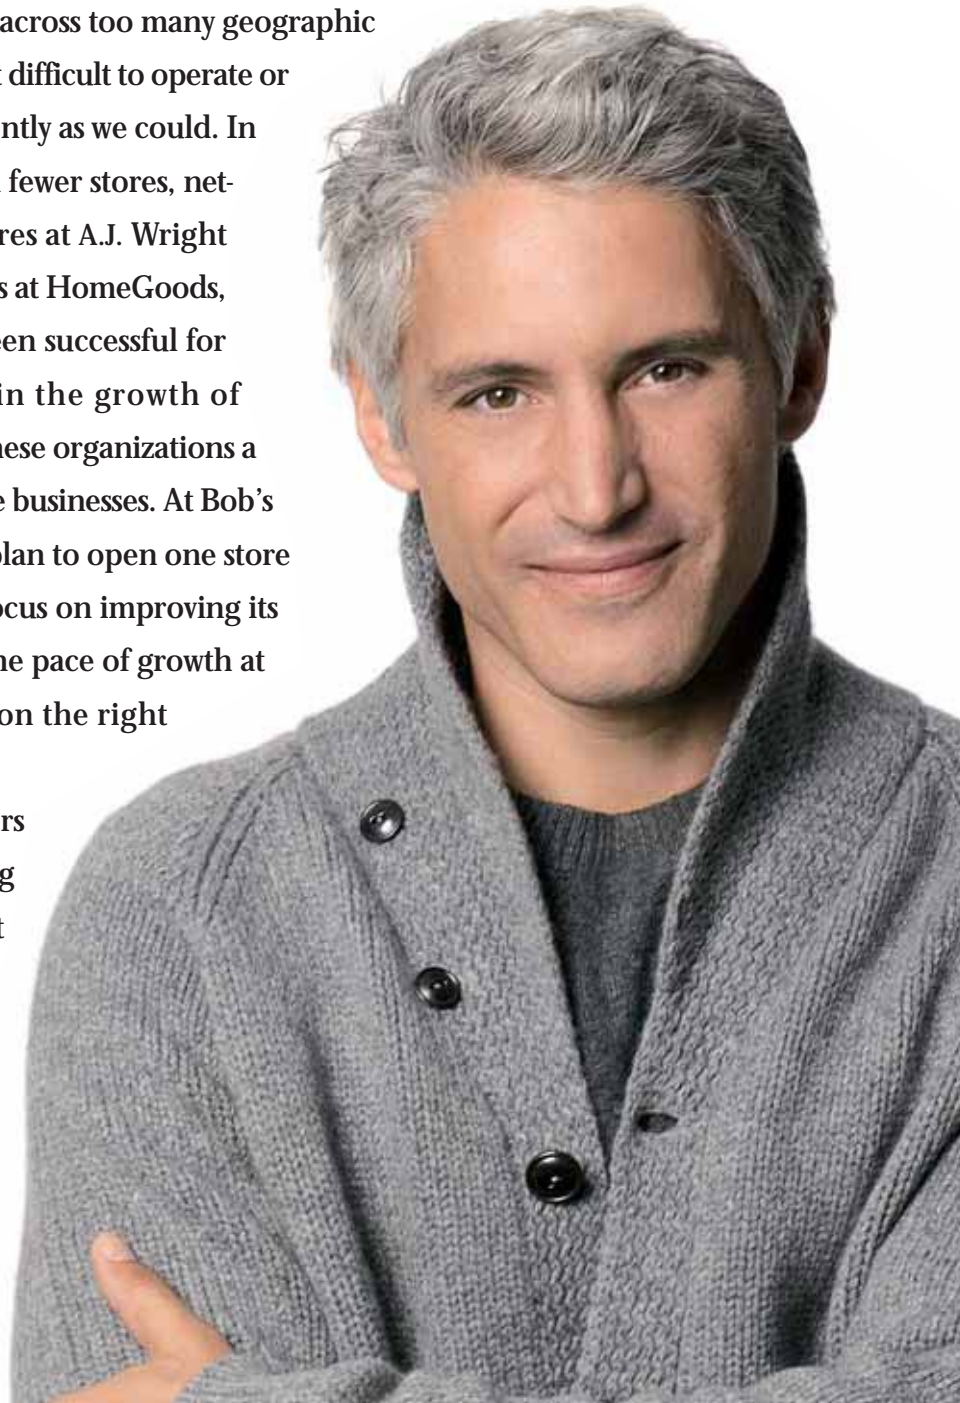 across too many geographic
difficult to operate or
ntly as we could. In
fewer stores, net-
res at A.J. Wright
s at HomeGoods,
en successful for
in the growth of
hese organizations a
e businesses. At Bob’s
plan to open one store
ocus on improving its
he pace of growth at
on the right
rs
g
t